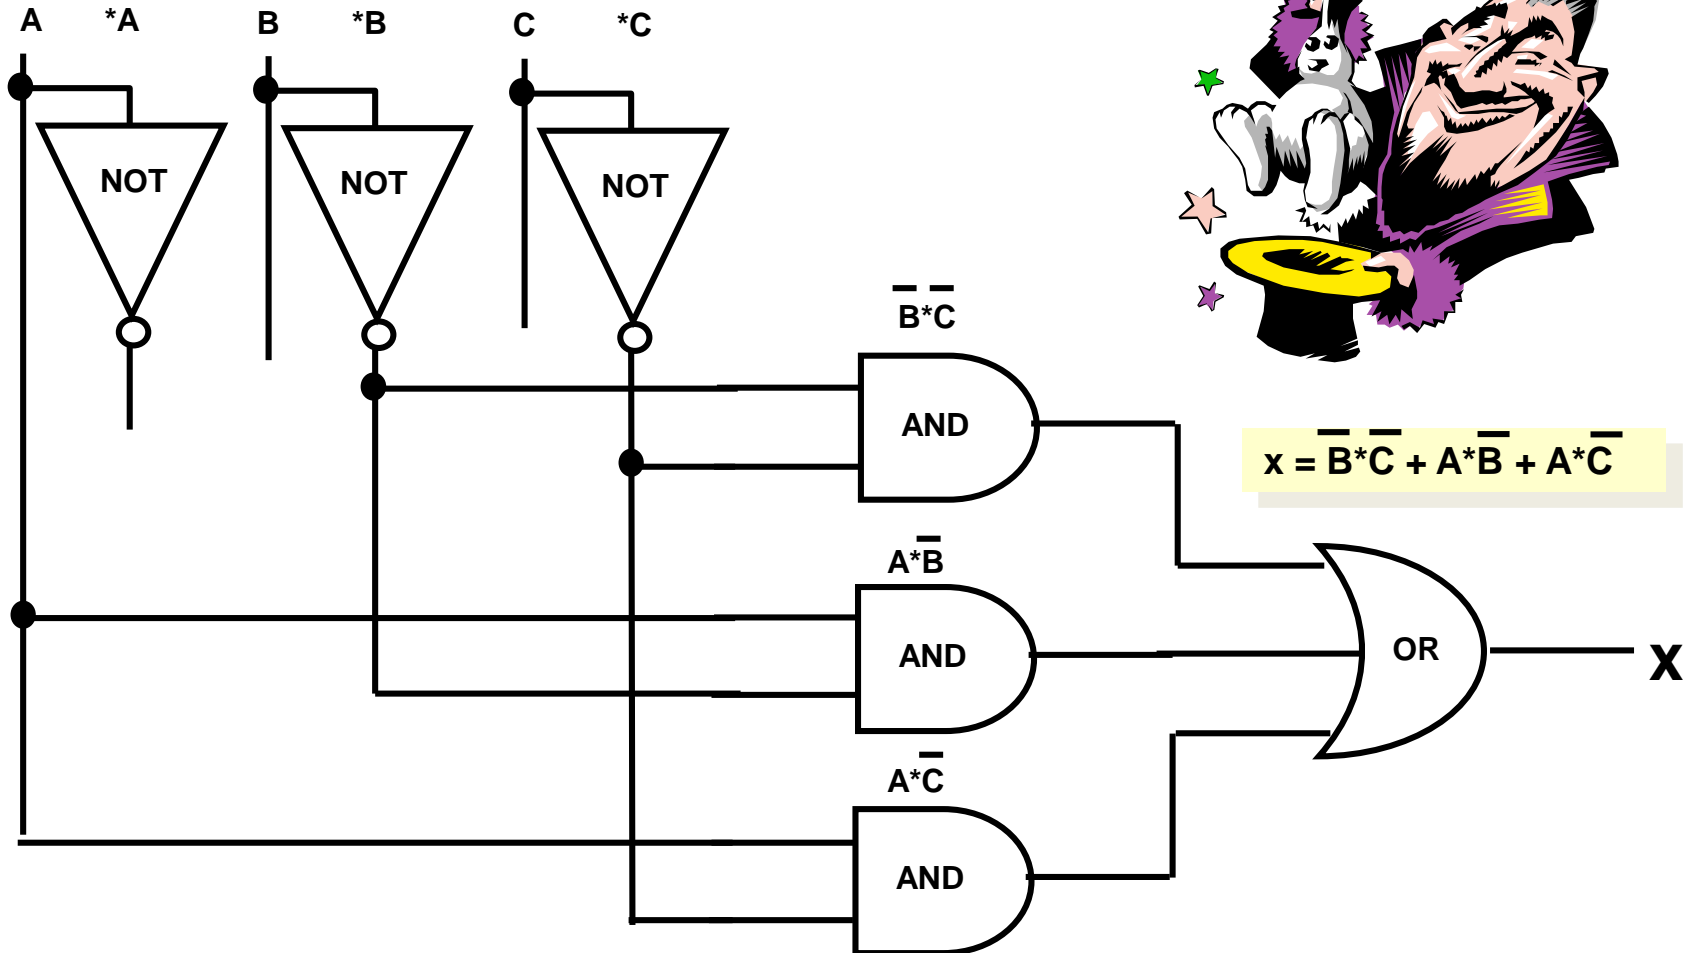 A *A B *B C *C
NOT NOT NOT
B̅*C̅
AND
x = B̅*C̅ + A*B̅ + A*C̅
A*B̅
AND
OR
X
A*C̅
AND